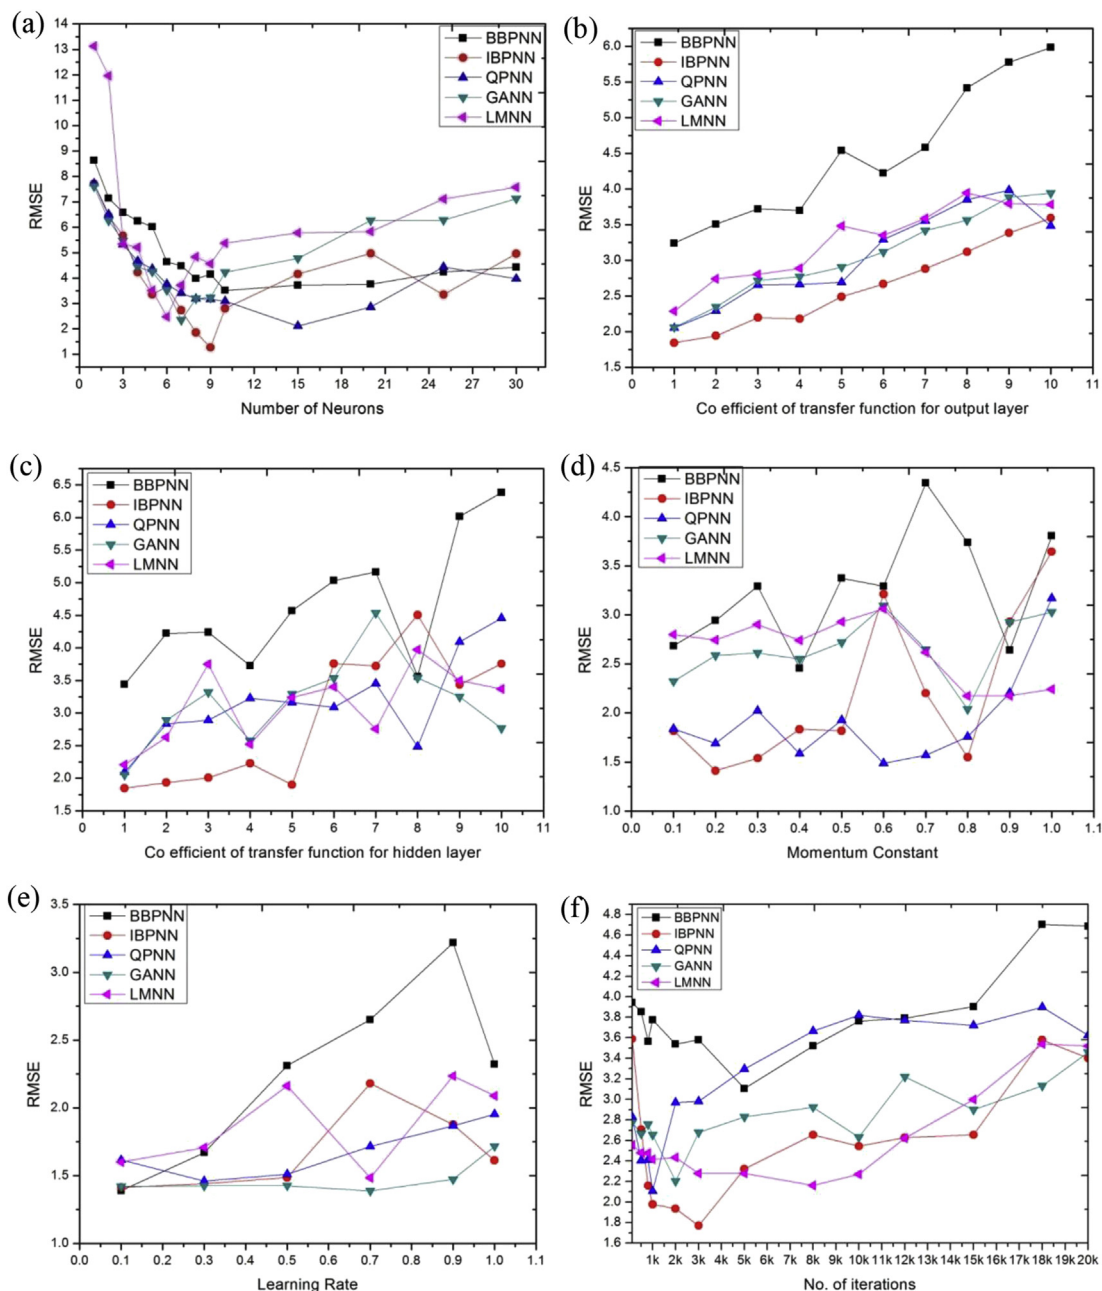 (a)
14
13
12
11
10
9
8
7
6
5
4
3
2
1
RMSE
BBPNN
IBPNN
QPNN
GANN
LMNN
0 3 6 9 12 15 18 21 24 27 30
Number of Neurons
(b)
6.0
5.5
5.0
4.5
4.0
3.5
3.0
2.5
2.0
1.5
RMSE
BBPNN
IBPNN
QPNN
GANN
LMNN
0 1 2 3 4 5 6 7 8 9 10 11
Co efficient of transfer function for output layer
(c)
6.5
6.0
5.5
5.0
4.5
4.0
3.5
3.0
2.5
2.0
1.5
RMSE
BBPNN
IBPNN
QPNN
GANN
LMNN
0 1 2 3 4 5 6 7 8 9 10 11
Co efficient of transfer function for hidden layer
(d)
4.5
4.0
3.5
3.0
2.5
2.0
1.5
1.0
RMSE
BBPNN
IBPNN
QPNN
GANN
LMNN
0.0 0.1 0.2 0.3 0.4 0.5 0.6 0.7 0.8 0.9 1.0 1.1
Momentum Constant
(e)
3.5
3.0
2.5
2.0
1.5
1.0
RMSE
BBPNN
IBPNN
QPNN
GANN
LMNN
0.0 0.1 0.2 0.3 0.4 0.5 0.6 0.7 0.8 0.9 1.0 1.1
Learning Rate
(f)
4.8
4.6
4.4
4.2
4.0
3.8
3.6
3.4
3.2
3.0
2.8
2.6
2.4
2.2
2.0
1.8
1.6
RMSE
BBPNN
IBPNN
QPNN
GANN
LMNN
1k 2k 3k 4k 5k 6k 7k 8k 9k 10k 11k 12k 13k 14k 15k 16k 17k 18k 19k 20k
No. of iterations